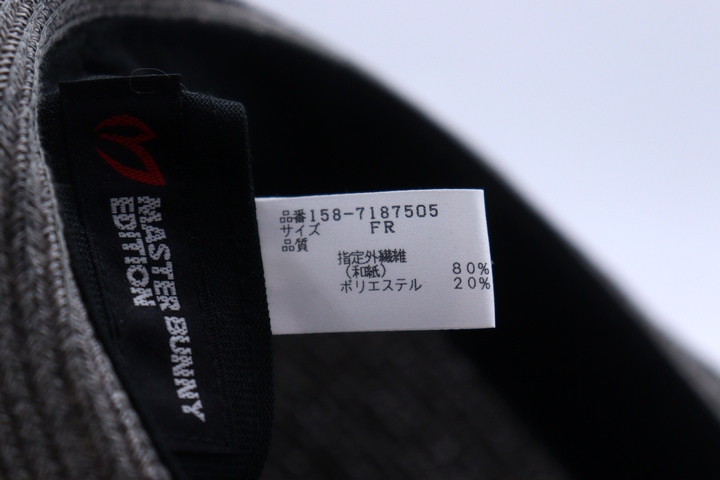 MASTER BUNNY
EDITION
品番158-7187505
サイズ FR
品質
指定外繊維
(和紙) 80%
ポリエステル 20%